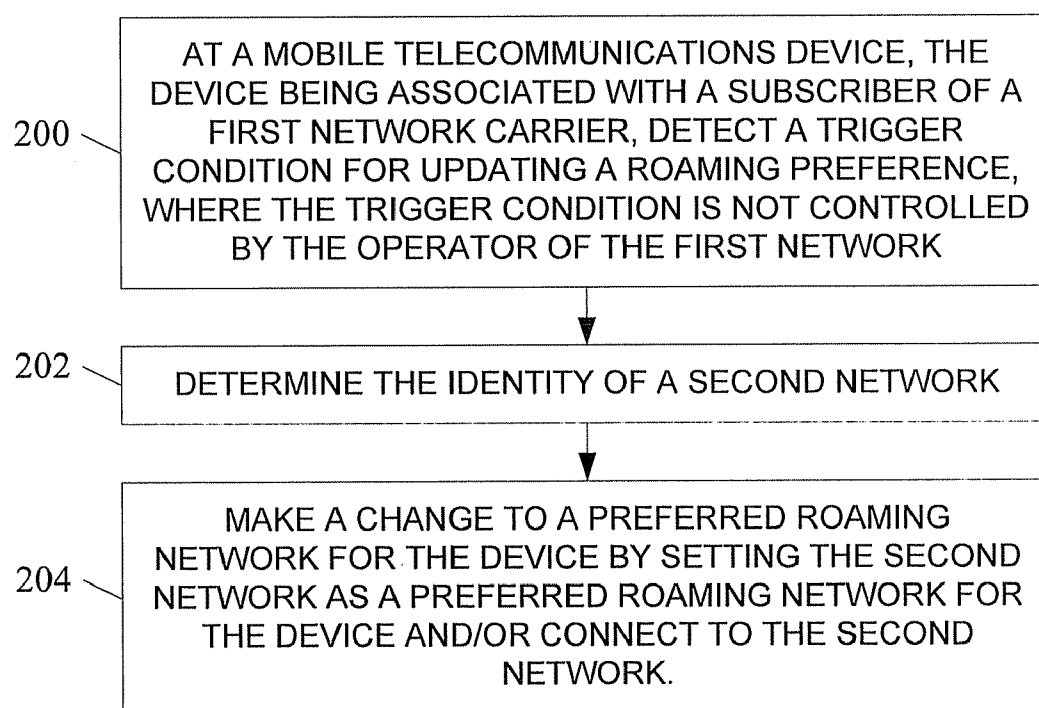 200
AT A MOBILE TELECOMMUNICATIONS DEVICE, THE
DEVICE BEING ASSOCIATED WITH A SUBSCRIBER OF A
FIRST NETWORK CARRIER, DETECT A TRIGGER
CONDITION FOR UPDATING A ROAMING PREFERENCE,
WHERE THE TRIGGER CONDITION IS NOT CONTROLLED
BY THE OPERATOR OF THE FIRST NETWORK
202
DETERMINE THE IDENTITY OF A SECOND NETWORK
204
MAKE A CHANGE TO A PREFERRED ROAMING
NETWORK FOR THE DEVICE BY SETTING THE SECOND
NETWORK AS A PREFERRED ROAMING NETWORK FOR
THE DEVICE AND/OR CONNECT TO THE SECOND
NETWORK.